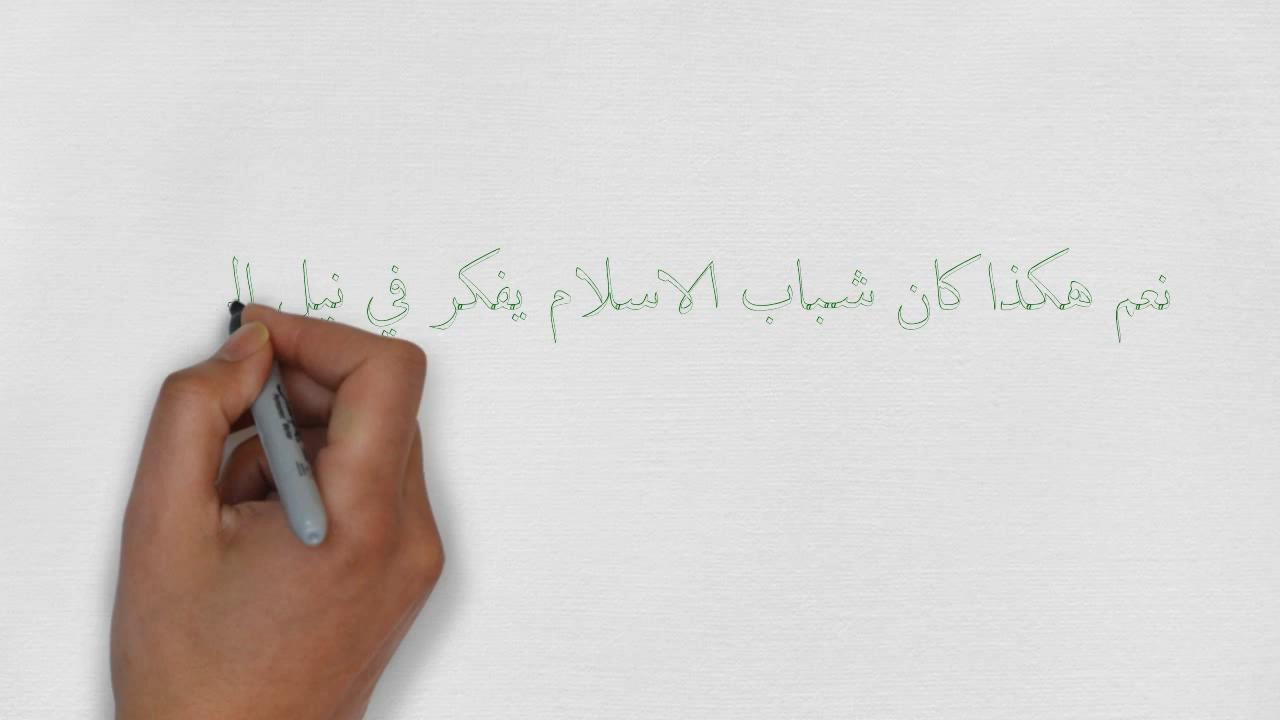 نعم هكذا كان شباب الاسلام يفكر في نيل